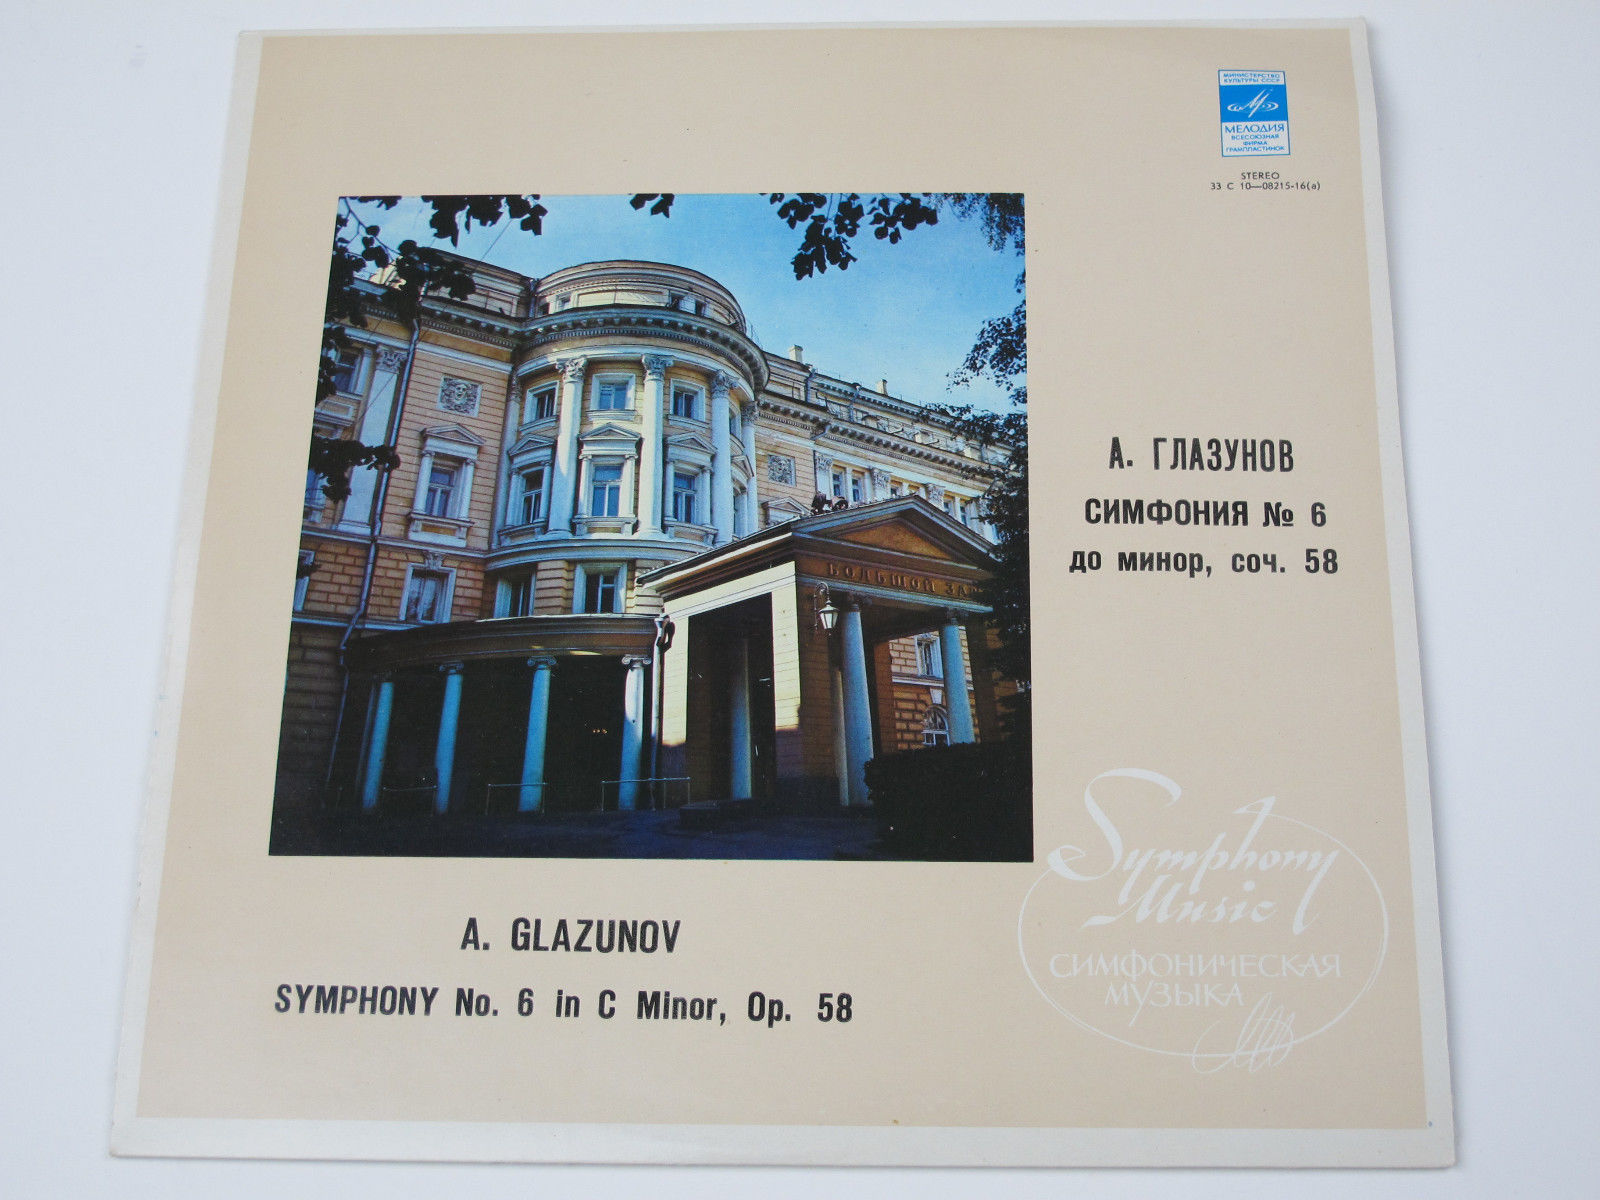 МИНИСТЕРСТВО
КУЛЬТУРЫ СССР
МЕЛОДИЯ
ВСЕСОЮЗНАЯ
ФИРМА
ГРАМПЛАСТИНОК
STEREO
33 С 10—08215-16(а)
БОЛЬШОЙ ЗАЛ
А. ГЛАЗУНОВ
СИМФОНИЯ № 6
до минор, соч. 58
Symphony
Music
СИМФОНИЧЕСКАЯ
МУЗЫКА
A. GLAZUNOV
SYMPHONY No. 6 in C Minor, Op. 58